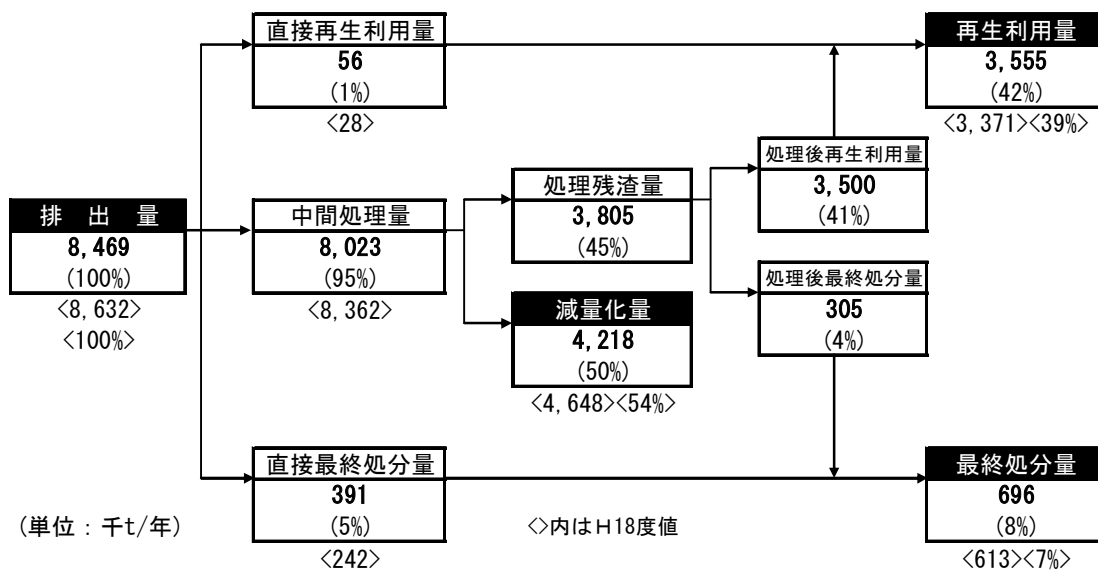 直接再生利用量
56
(1%)
<28>
再生利用量
3,555
(42%)
<3,371><39%>
処理後再生利用量
3,500
(41%)
処理残渣量
3,805
(45%)
排 出 量
8,469
(100%)
<8,632>
<100%>
中間処理量
8,023
(95%)
<8,362>
減量化量
4,218
(50%)
<4,648><54%>
処理後最終処分量
305
(4%)
直接最終処分量
391
(5%)
<242>
最終処分量
696
(8%)
<613><7%>
(単位：千t/年)
<>内はH18度値